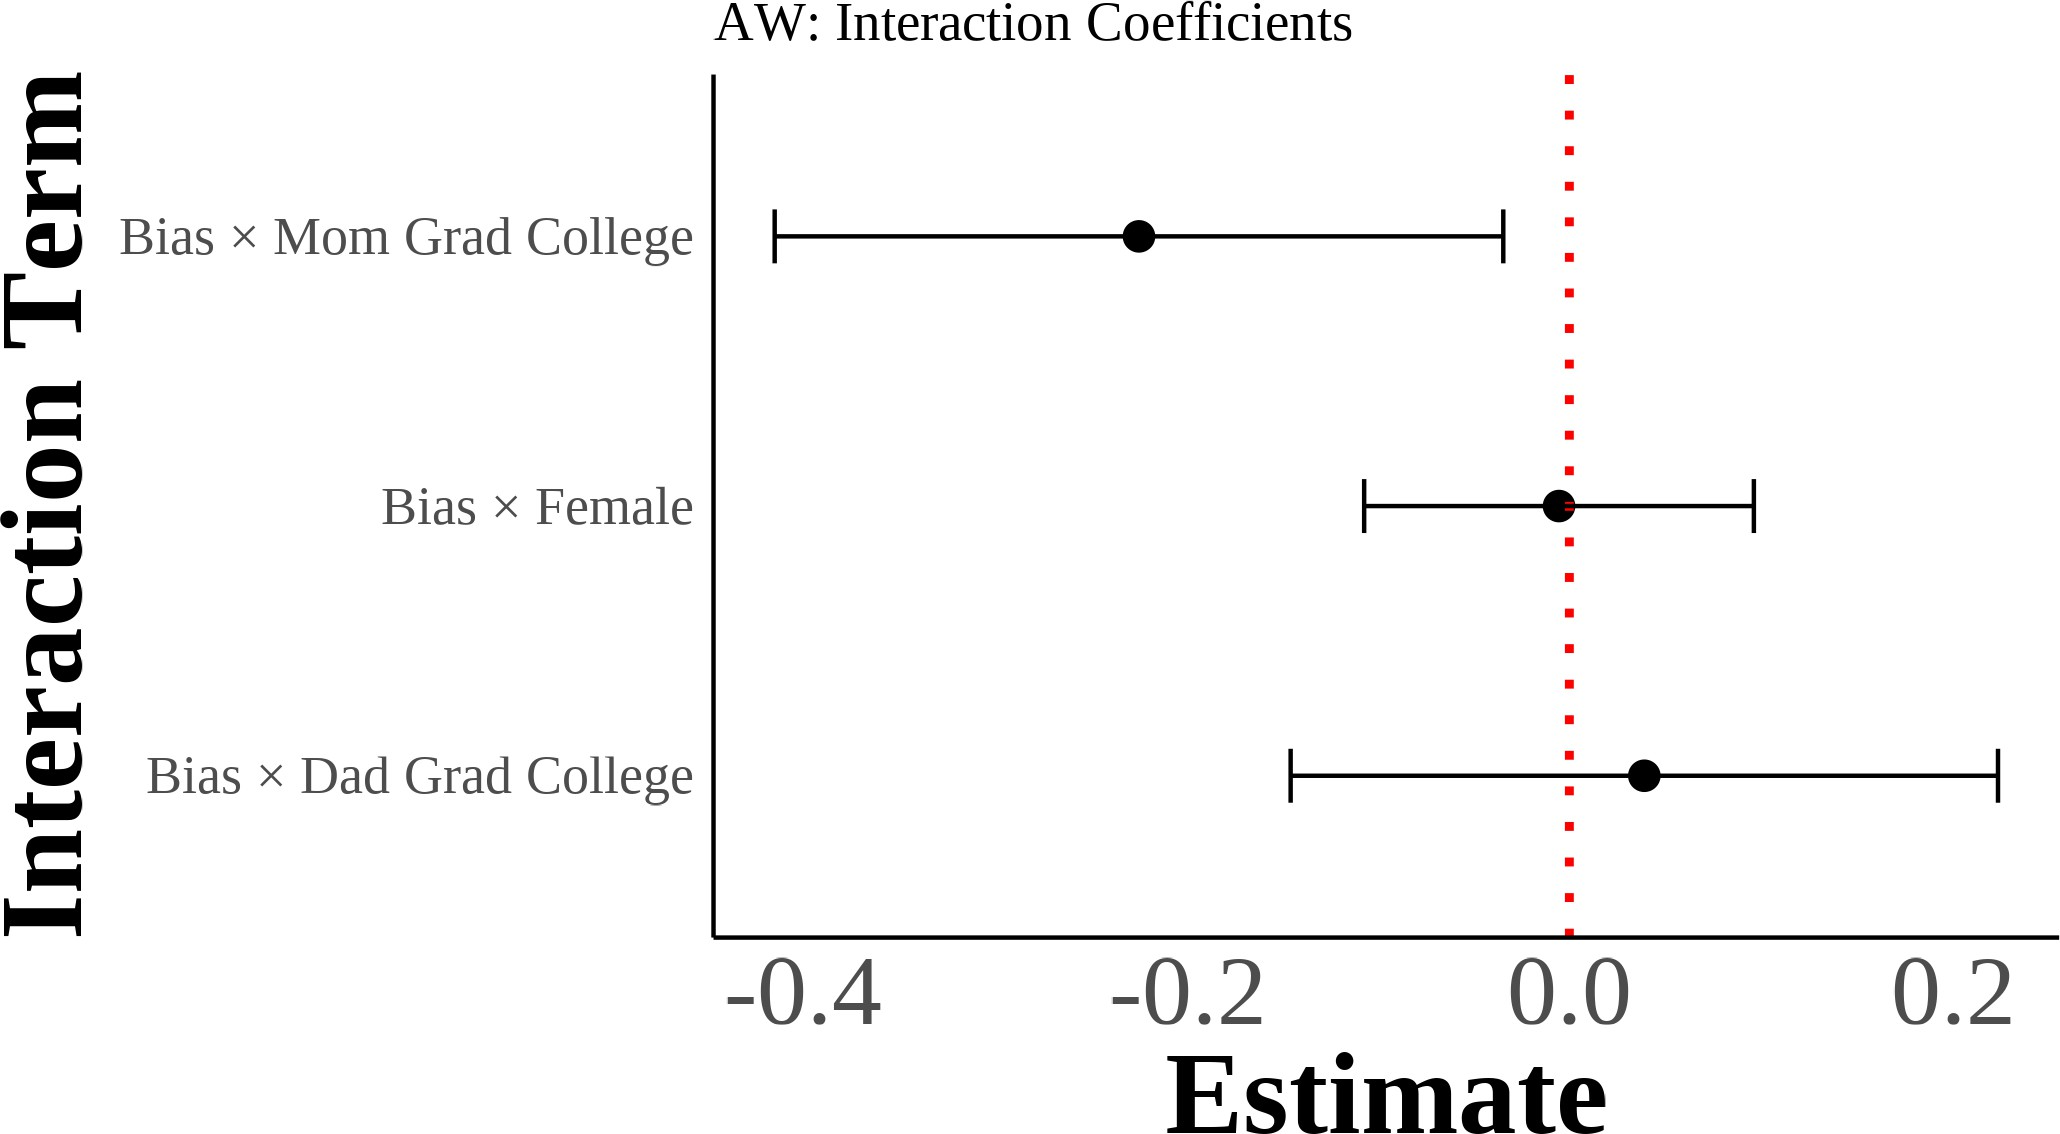 AW: Interaction Coefficients
Interaction Term
Bias × Mom Grad College
Bias × Female
Bias × Dad Grad College
-0.4 -0.2 0.0 0.2
Estimate